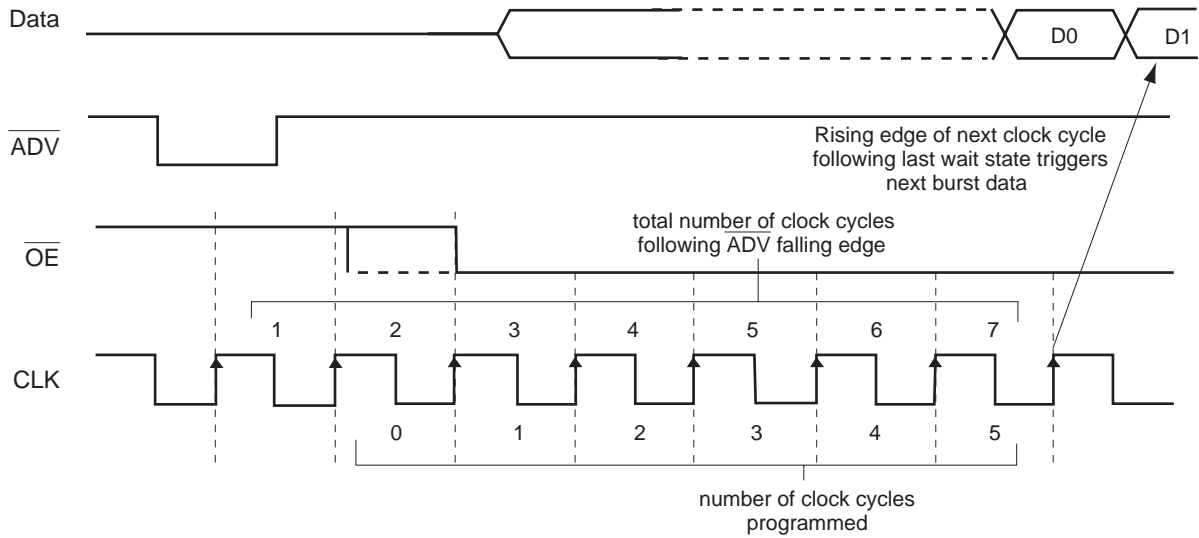 Data
D0
D1
ADV
Rising edge of next clock cycle
following last wait state triggers
next burst data
total number of clock cycles
following ADV falling edge
OE
1 2 3 4 5 6 7
CLK
0 1 2 3 4 5
number of clock cycles
programmed